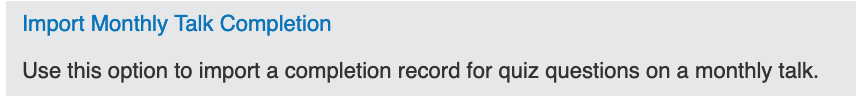 Import Monthly Talk Completion
Use this option to import a completion record for quiz questions on a monthly talk.